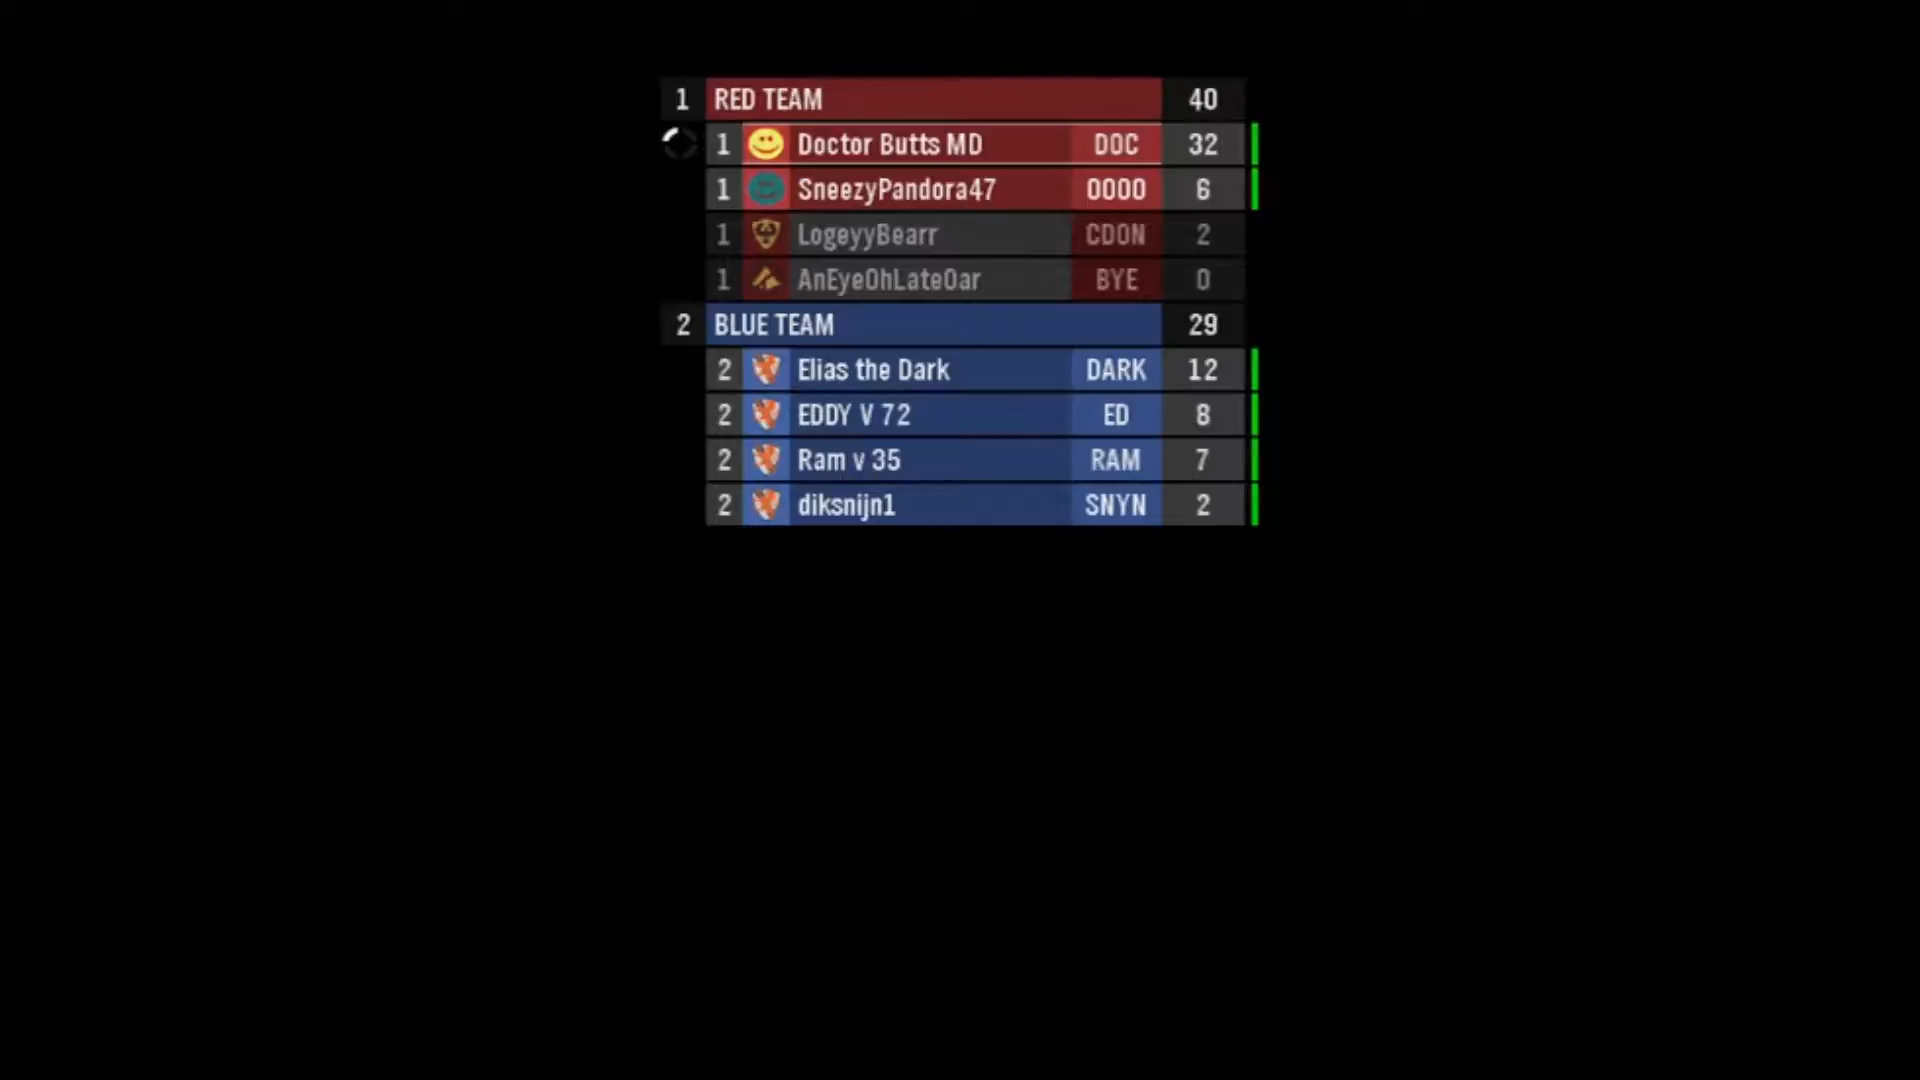 1 RED TEAM 40
1 Doctor Butts MD DOC 32
1 SneezyPandora47 0000 6
1 LogeyyBearr CDON 2
1 AnEyeOhLateOar BYE 0
2 BLUE TEAM 29
2 Elias the Dark DARK 12
2 EDDY V 72 ED 8
2 Ram v 35 RAM 7
2 diksnijn1 SNYN 2